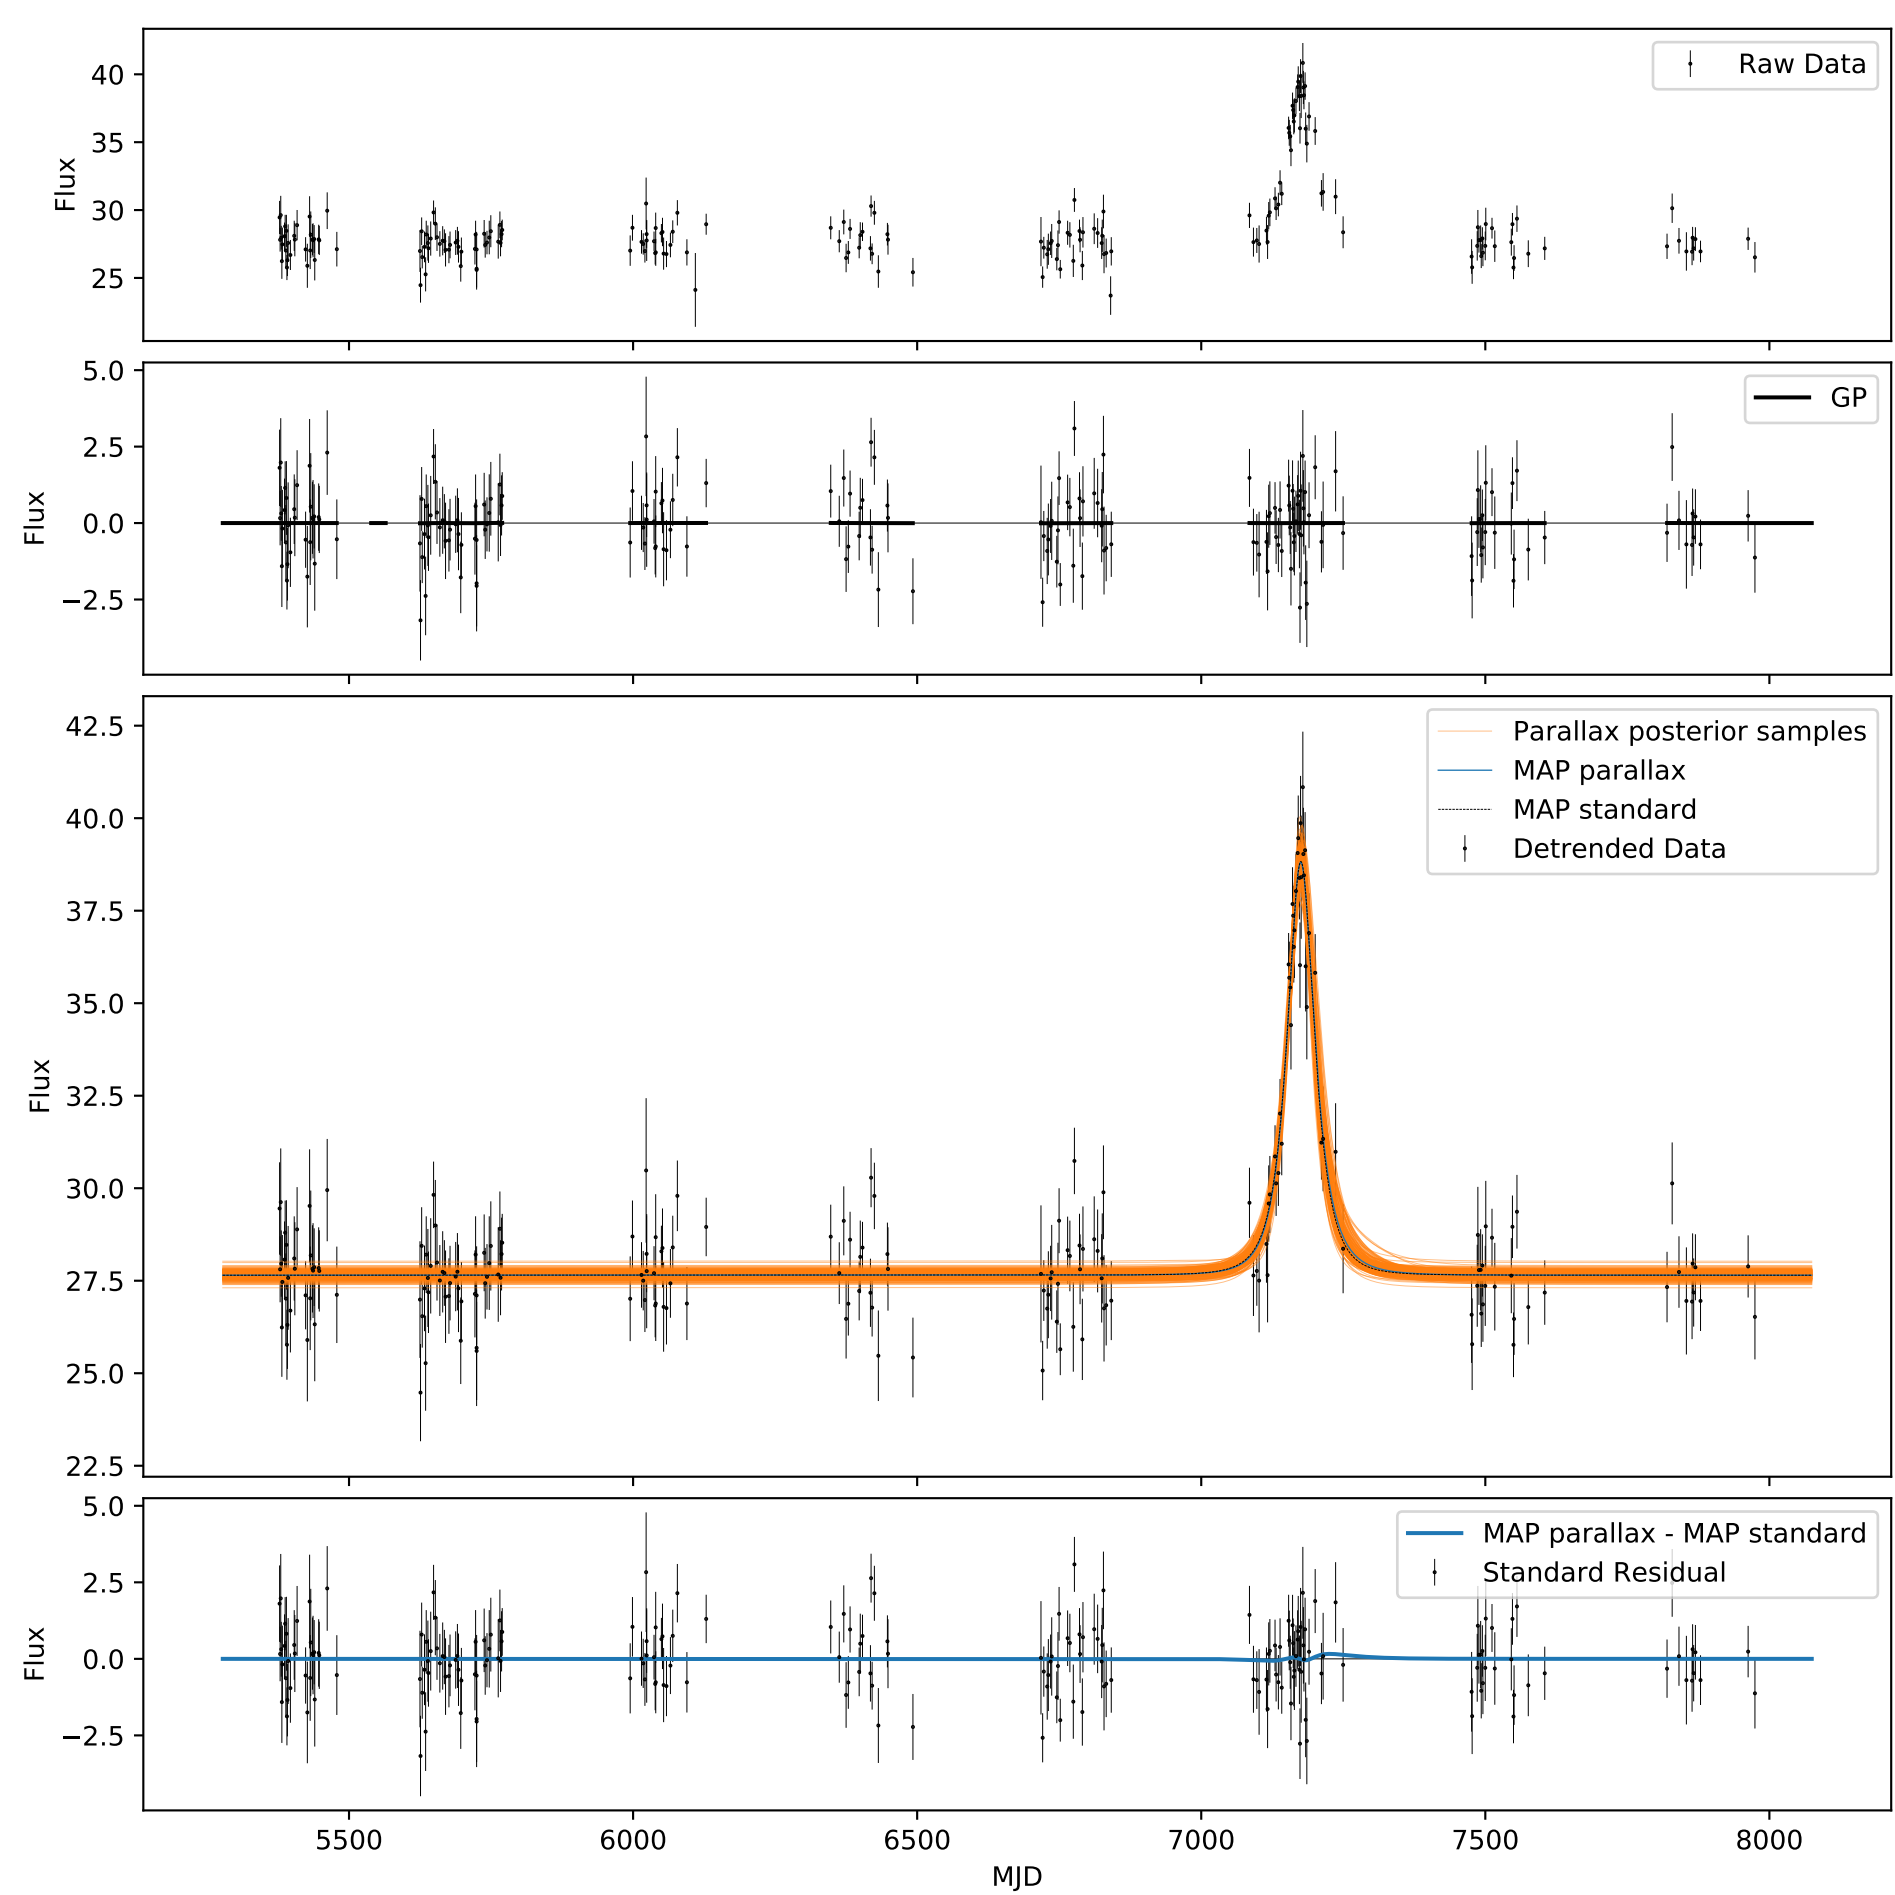 40
35
30
25
Flux
Raw Data
5.0
2.5
0.0
−2.5
Flux
GP
42.5
40.0
37.5
35.0
32.5
30.0
27.5
25.0
22.5
Flux
Parallax posterior samples
MAP parallax
MAP standard
Detrended Data
5.0
2.5
0.0
−2.5
Flux
MAP parallax - MAP standard
Standard Residual
5500 6000 6500 7000 7500 8000
MJD